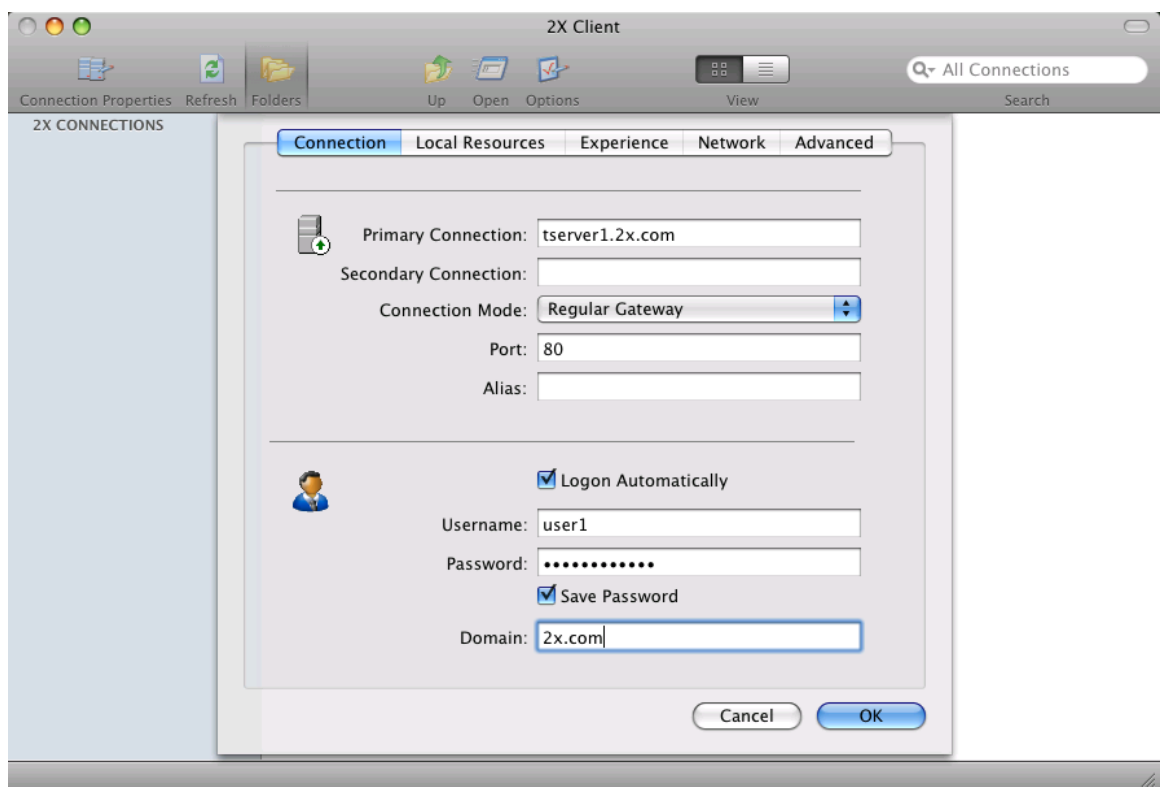 2X Client
All Connections
Connection Properties Refresh Folders Up Open Options View Search
2X CONNECTIONS
Connection Local Resources Experience Network Advanced
Primary Connection: tserver1.2x.com
Secondary Connection:
Connection Mode: Regular Gateway
Port: 80
Alias:
Logon Automatically
Username: user1
Password: ••••••••••••
Save Password
Domain: 2x.com
Cancel OK